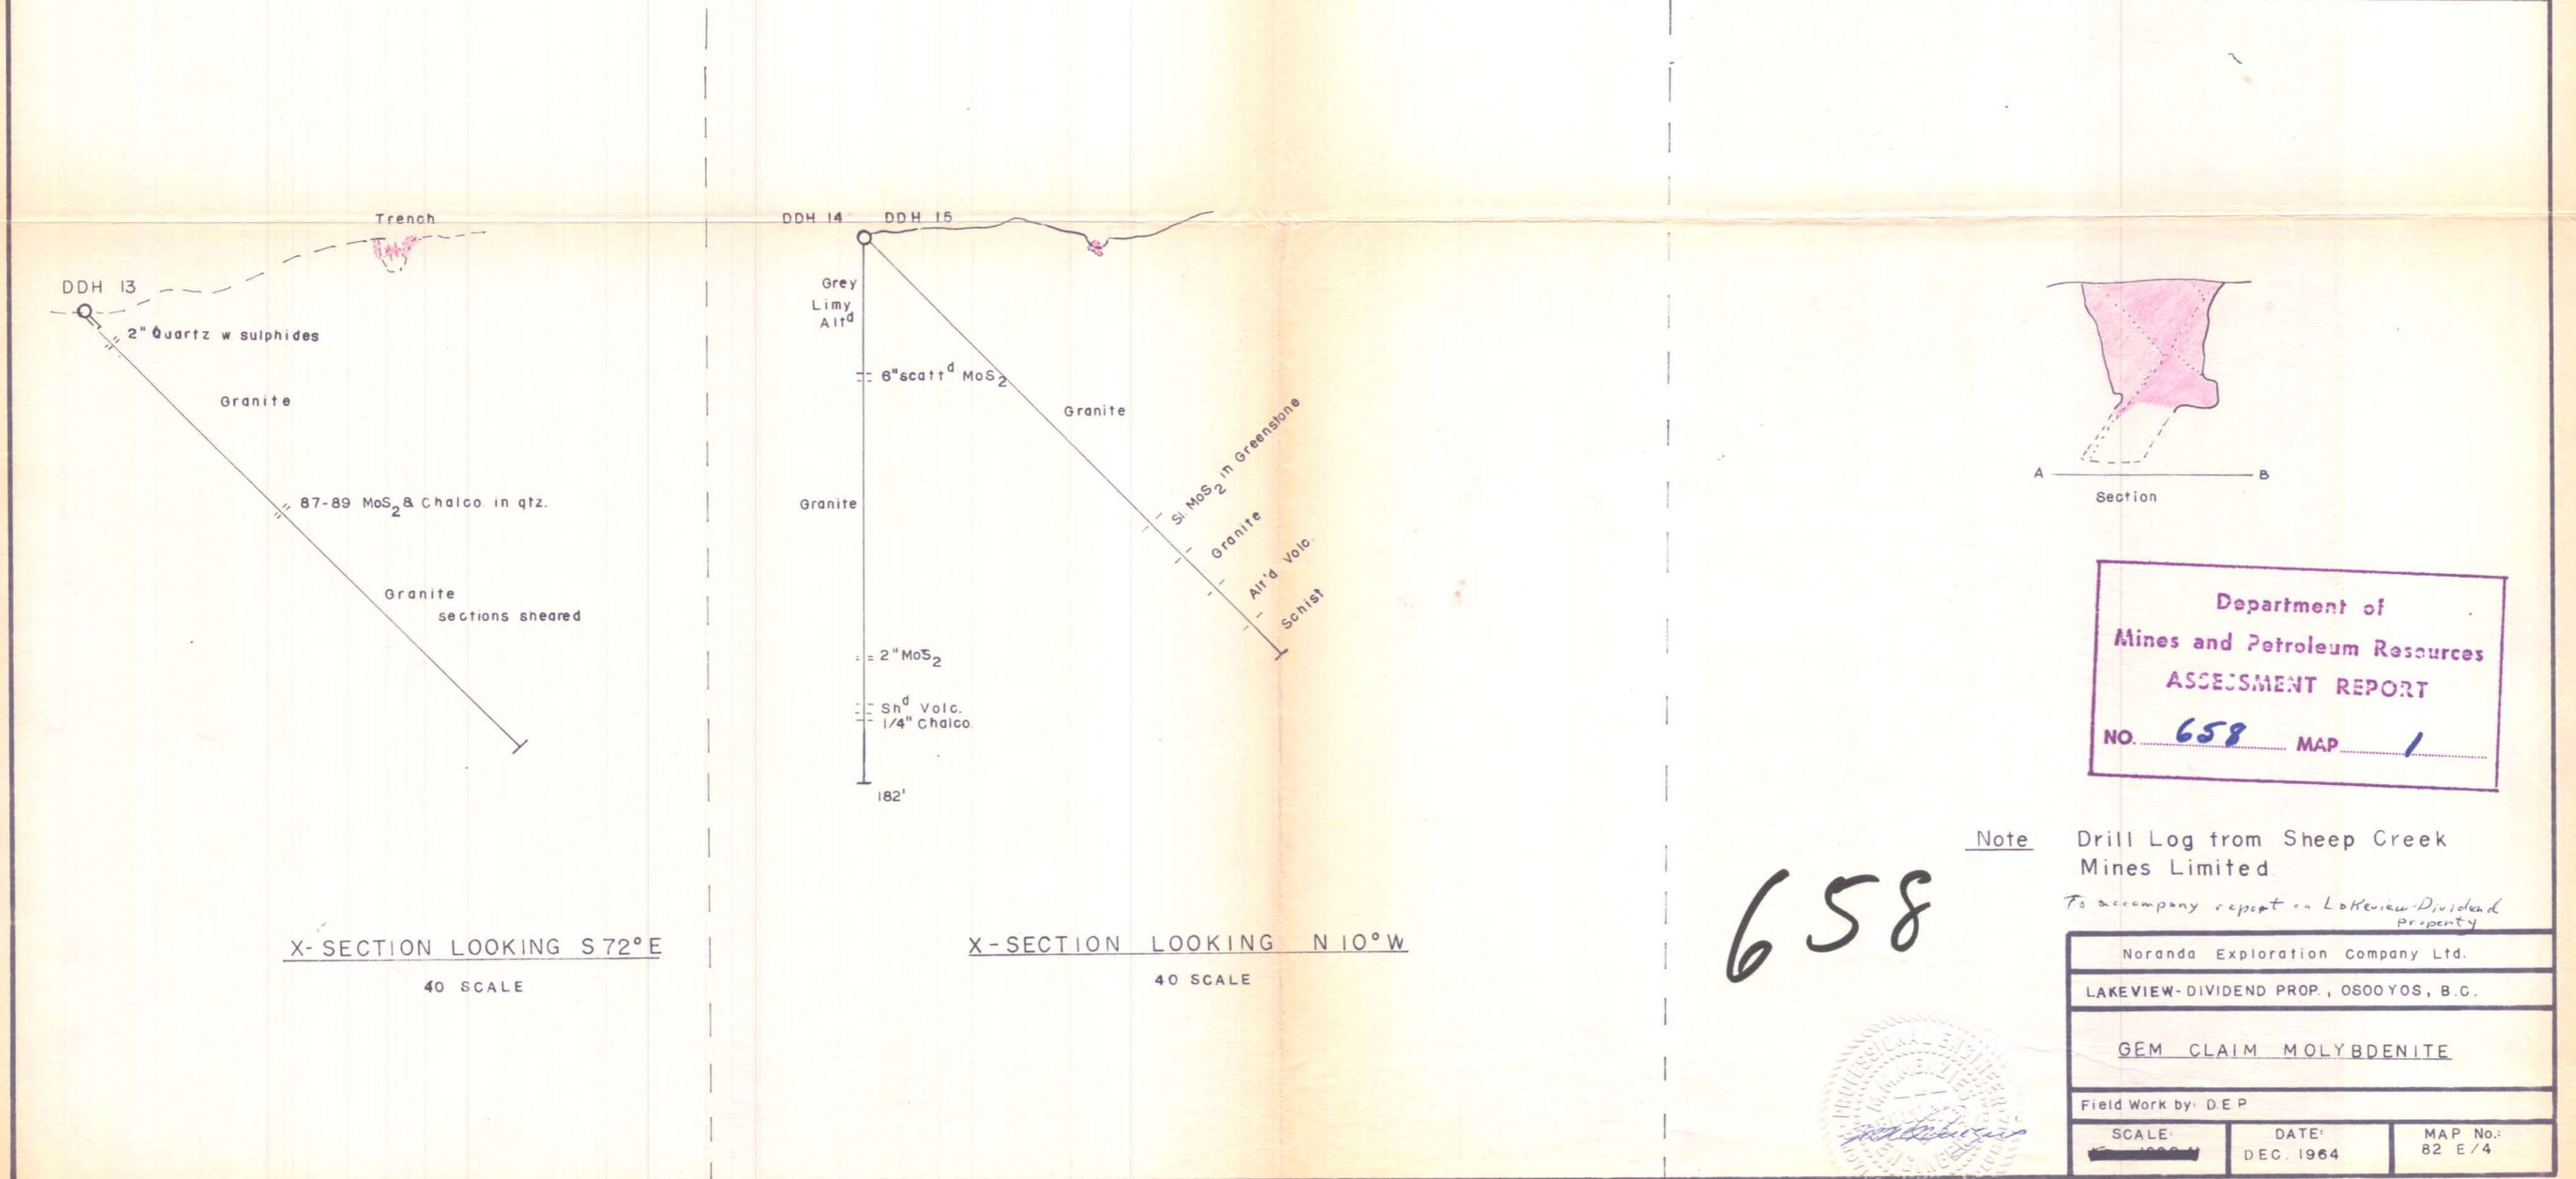 Trench
DDH 13
2" Quartz w. sulphides
Granite
87-89 MoS2 & Chalco. in qtz.
Granite
sections sheared
X-SECTION LOOKING S 72° E
40 SCALE
DDH 14 DDH 15
Grey
Limy
Altd
6" scattd MoS2
Granite
Granite
Sl. MoS2 in Greenstone
Granite
Alt'd Volc.
Schist
2" MoS2
Shd Volc.
1/4" Chalco.
182'
X-SECTION LOOKING N 10° W
40 SCALE
A B
Section
Department of
Mines and Petroleum Resources
ASSESSMENT REPORT
NO. 658 MAP 1
Note Drill Log from Sheep Creek
Mines Limited
To accompany report on Lakeview-Dividend
property
658
Noranda Exploration Company Ltd.
LAKEVIEW-DIVIDEND PROP., OSOOYOS, B.C.
GEM CLAIM MOLYBDENITE
Field Work by: D.E.P.
SCALE: DATE: MAP No.:
DEC. 1964 82 E/4
PROFESSIONAL ENGINEER